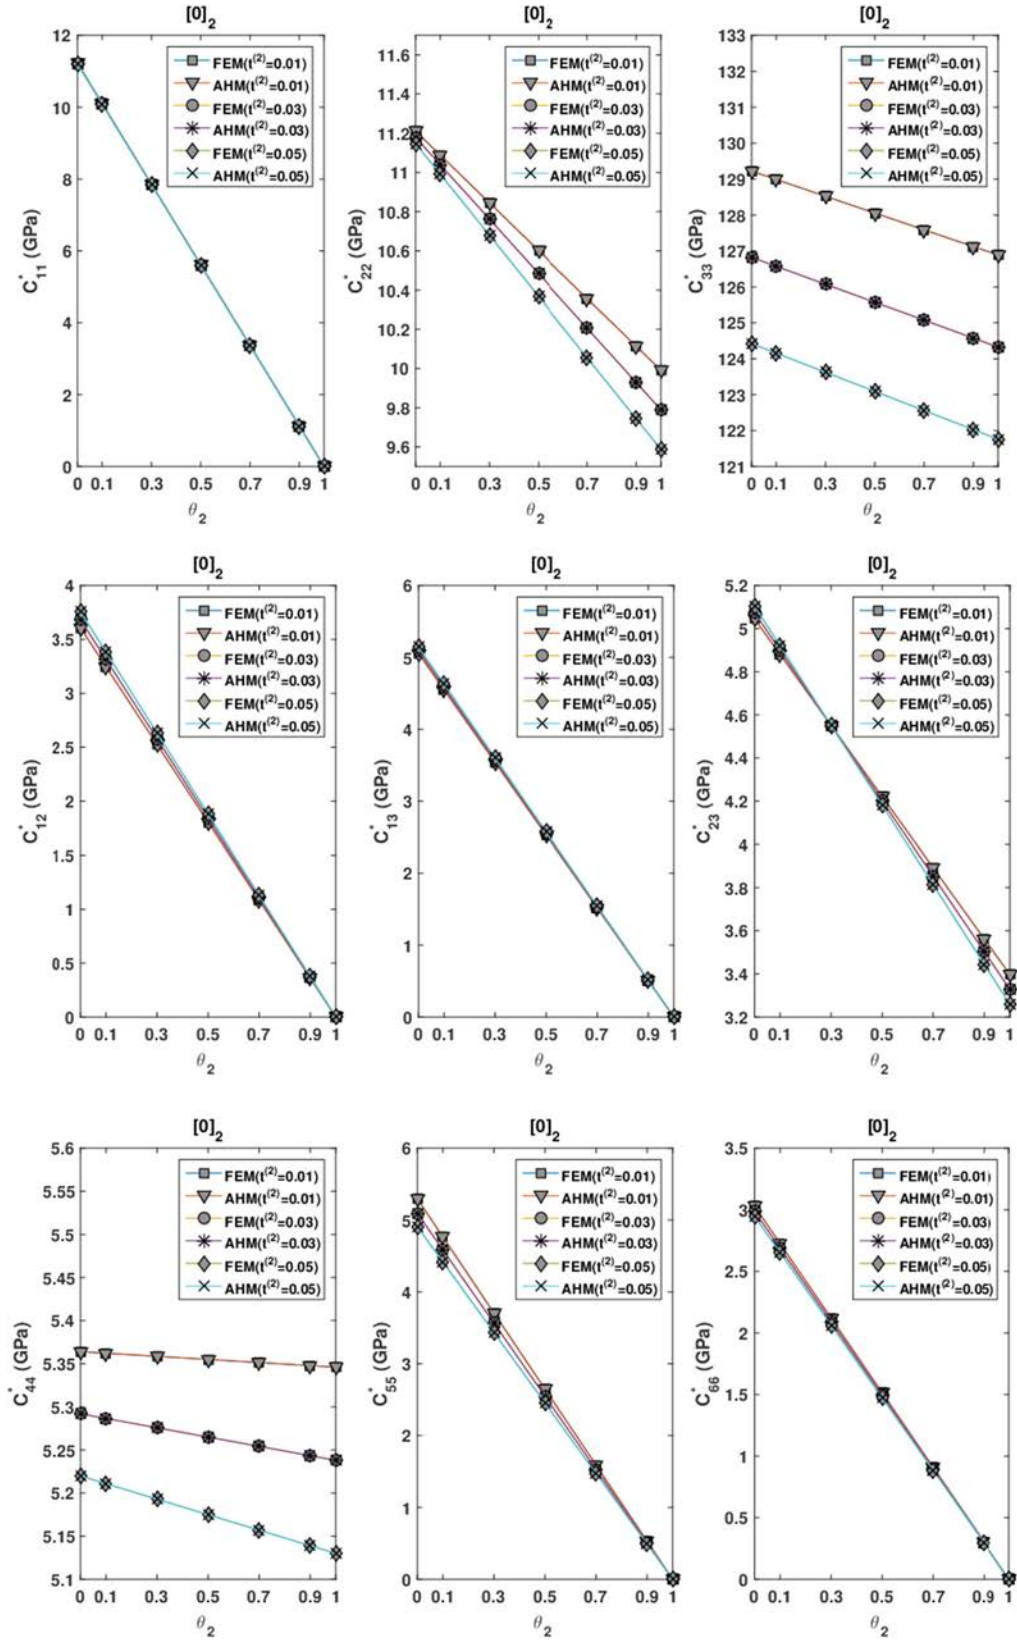 [0]₂
12
10
8
6
4
2
0
C*₁₁ (GPa)
0 0.1 0.3 0.5 0.7 0.9 1
θ₂
FEM(t⁽²⁾=0.01)
AHM(t⁽²⁾=0.01)
FEM(t⁽²⁾=0.03)
AHM(t⁽²⁾=0.03)
FEM(t⁽²⁾=0.05)
AHM(t⁽²⁾=0.05)
[0]₂
11.6
11.4
11.2
11
10.8
10.6
10.4
10.2
10
9.8
9.6
C*₂₂ (GPa)
0 0.1 0.3 0.5 0.7 0.9 1
θ₂
FEM(t⁽²⁾=0.01)
AHM(t⁽²⁾=0.01)
FEM(t⁽²⁾=0.03)
AHM(t⁽²⁾=0.03)
FEM(t⁽²⁾=0.05)
AHM(t⁽²⁾=0.05)
[0]₂
133
132
131
130
129
128
127
126
125
124
123
122
121
C*₃₃ (GPa)
0 0.1 0.3 0.5 0.7 0.9 1
θ₂
FEM(t⁽²⁾=0.01)
AHM(t⁽²⁾=0.01)
FEM(t⁽²⁾=0.03)
AHM(t⁽²⁾=0.03)
FEM(t⁽²⁾=0.05)
AHM(t⁽²⁾=0.05)
[0]₂
4
3.5
3
2.5
2
1.5
1
0.5
0
C*₁₂ (GPa)
0 0.1 0.3 0.5 0.7 0.9 1
θ₂
FEM(t⁽²⁾=0.01)
AHM(t⁽²⁾=0.01)
FEM(t⁽²⁾=0.03)
AHM(t⁽²⁾=0.03)
FEM(t⁽²⁾=0.05)
AHM(t⁽²⁾=0.05)
[0]₂
6
5
4
3
2
1
0
C*₁₃ (GPa)
0 0.1 0.3 0.5 0.7 0.9 1
θ₂
FEM(t⁽²⁾=0.01)
AHM(t⁽²⁾=0.01)
FEM(t⁽²⁾=0.03)
AHM(t⁽²⁾=0.03)
FEM(t⁽²⁾=0.05)
AHM(t⁽²⁾=0.05)
[0]₂
5.2
5
4.8
4.6
4.4
4.2
4
3.8
3.6
3.4
3.2
C*₂₃ (GPa)
0 0.1 0.3 0.5 0.7 0.9 1
θ₂
FEM(t⁽²⁾=0.01)
AHM(t⁽²⁾=0.01)
FEM(t⁽²⁾=0.03)
AHM(t⁽²⁾=0.03)
FEM(t⁽²⁾=0.05)
AHM(t⁽²⁾=0.05)
[0]₂
5.6
5.55
5.5
5.45
5.4
5.35
5.3
5.25
5.2
5.15
5.1
C*₄₄ (GPa)
0 0.1 0.3 0.5 0.7 0.9 1
θ₂
FEM(t⁽²⁾=0.01)
AHM(t⁽²⁾=0.01)
FEM(t⁽²⁾=0.03)
AHM(t⁽²⁾=0.03)
FEM(t⁽²⁾=0.05)
AHM(t⁽²⁾=0.05)
[0]₂
6
5
4
3
2
1
0
C*₅₅ (GPa)
0 0.1 0.3 0.5 0.7 0.9 1
θ₂
FEM(t⁽²⁾=0.01)
AHM(t⁽²⁾=0.01)
FEM(t⁽²⁾=0.03)
AHM(t⁽²⁾=0.03)
FEM(t⁽²⁾=0.05)
AHM(t⁽²⁾=0.05)
[0]₂
3.5
3
2.5
2
1.5
1
0.5
0
C*₆₆ (GPa)
0 0.1 0.3 0.5 0.7 0.9 1
θ₂
FEM(t⁽²⁾=0.01)
AHM(t⁽²⁾=0.01)
FEM(t⁽²⁾=0.03)
AHM(t⁽²⁾=0.03)
FEM(t⁽²⁾=0.05)
AHM(t⁽²⁾=0.05)